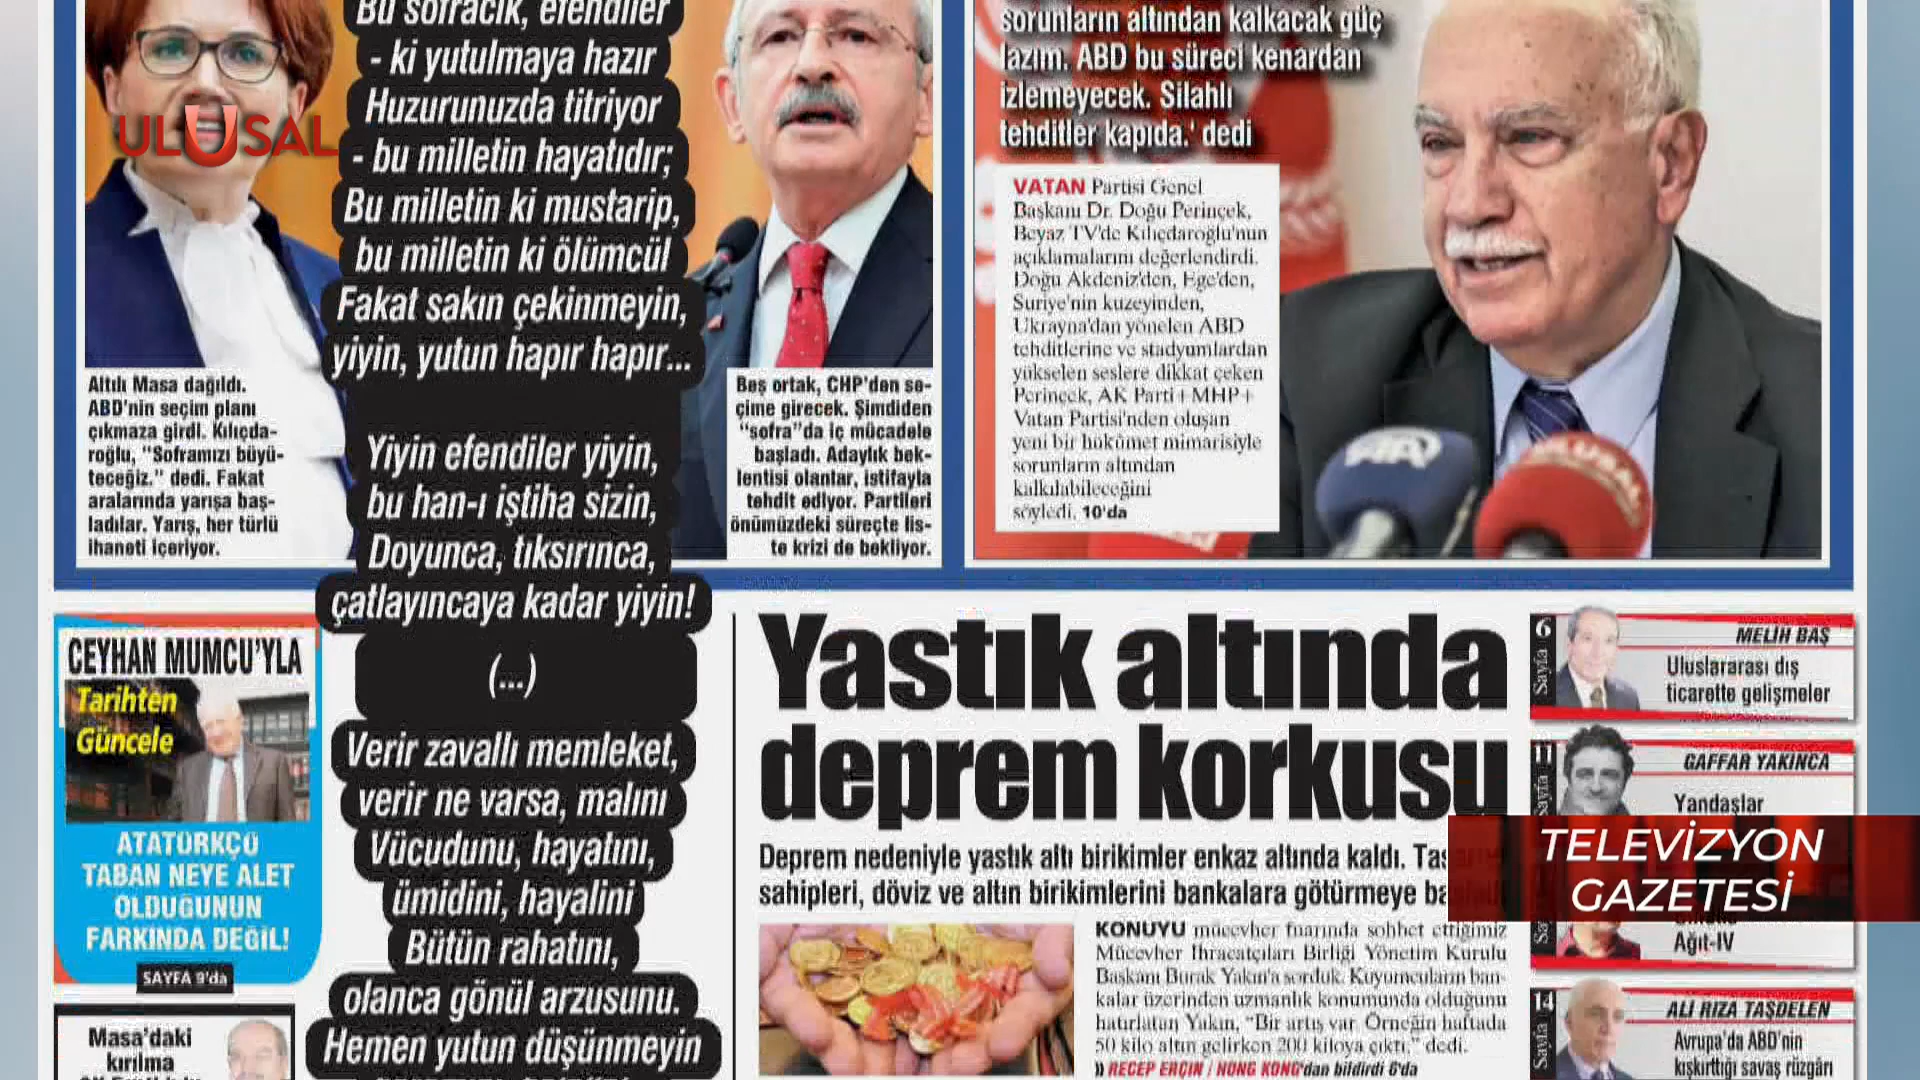 Bu sofracık, efendiler
- ki yutulmaya hazır
Huzurunuzda titriyor
- bu milletin hayatıdır;
Bu milletin ki mustarip,
bu milletin ki ölümcül
Fakat sakın çekinmeyin,
yiyin, yutun hapır hapır...
Yiyin efendiler yiyin,
bu han-ı iştiha sizin,
Doyunca, tıksırınca,
çatlayıncaya kadar yiyin!
(...)
Verir zavallı memleket,
verir ne varsa, malını
Vücudunu, hayatını,
ümidini, hayalini
Bütün rahatını,
olanca gönül arzusunu.
Hemen yutun düşünmeyin
ULUSAL
Altılı Masa dağıldı.
ABD'nin seçim planı
çıkmaza girdi. Kılıçda-
roğlu, "Soframızı büyü-
teceğiz." dedi. Fakat
aralarında yarışa baş-
ladılar. Yarış, her türlü
ihaneti içeriyor.
Beş ortak, CHP'den se-
çime girecek. Şimdiden
"sofra"da iç mücadele
başladı. Adaylık bek-
lentisi olanlar, istifayla
tehdit ediyor. Partileri
önümüzdeki süreçte lis-
te krizi de bekliyor.
sorunların altından kalkacak güç
lazım. ABD bu süreci kenardan
izlemeyecek. Silahlı
tehditler kapıda.' dedi
VATAN Partisi Genel
Başkanı Dr. Doğu Perinçek,
Beyaz TV'de Kılıçdaroğlu'nun
açıklamalarını değerlendirdi.
Doğu Akdeniz'den, Ege'den,
Suriye'nin kuzeyinden,
Ukrayna'dan yönelen ABD
tehditlerine ve stadyumlardan
yükselen seslere dikkat çeken
Perinçek, AK Parti+MHP+
Vatan Partisi'nden oluşan
yeni bir hükûmet mimarisiyle
sorunların altından
kalkılabileceğini
söyledi. 10'da
AA
ULUSAL
CEYHAN MUMCU'YLA
Tarihten
Güncele
ATATÜRKÇÜ
TABAN NEYE ALET
OLDUĞUNUN
FARKINDA DEĞİL!
SAYFA 9'da
Masa'daki
kırılma
Yastık altında
deprem korkusu
Deprem nedeniyle yastık altı birikimler enkaz altında kaldı.
sahipleri, döviz ve altın birikimlerini bankalara götürmeye
KONUYU mücevher fuarında sohbet ettiğimiz
Mücevher İhracatçıları Birliği Yönetim Kurulu
Başkanı Burak Yakın'a sorduk. Kuyumcuların ban-
kalar üzerinden uzmanlık konumunda olduğunu
hatırlatan Yakın, "Bir artış var. Örneğin haftada
50 kilo altın gelirken 200 kiloya çıktı." dedi.
» RECEP ERÇİN / HONG KONG'dan bildirdi 6'da
Sayfa 6
MELİH BAŞ
Uluslararası dış
ticarette gelişmeler
Sayfa 11
GAFFAR YAKINCA
Yandaşlar
TELEVİZYON
GAZETESİ
Ağıt-IV
Sayfa 14
ALİ RIZA TAŞDELEN
Avrupa'da ABD'nin
kışkırttığı savaş rüzgârı